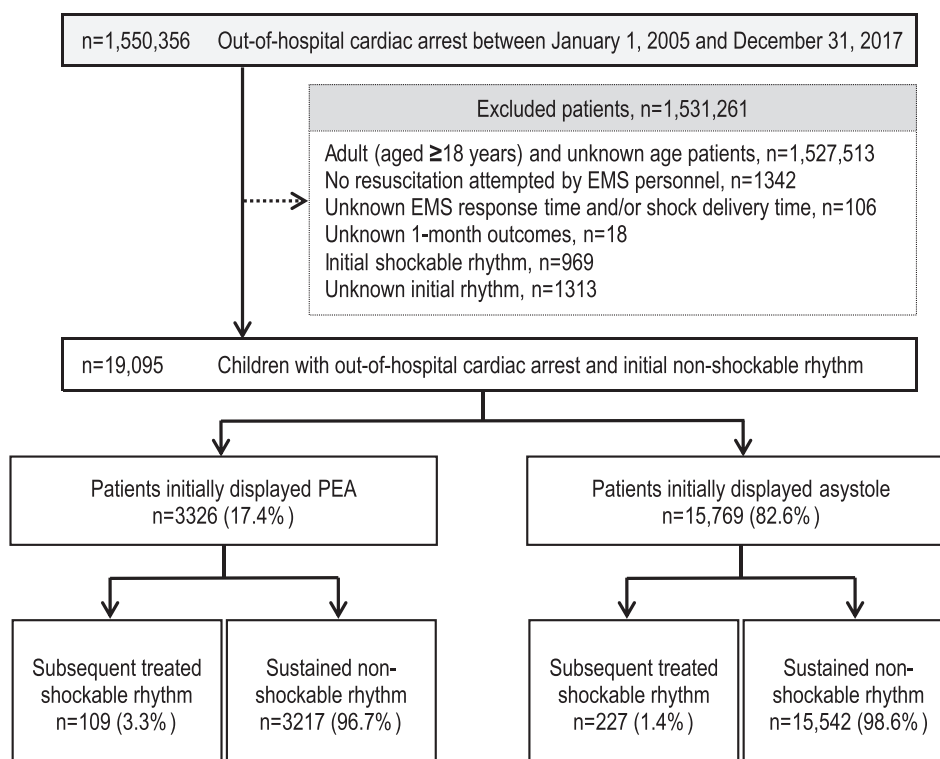 n=1,550,356 Out-of-hospital cardiac arrest between January 1, 2005 and December 31, 2017
Excluded patients, n=1,531,261
Adult (aged ≥18 years) and unknown age patients, n=1,527,513
No resuscitation attempted by EMS personnel, n=1342
Unknown EMS response time and/or shock delivery time, n=106
Unknown 1-month outcomes, n=18
Initial shockable rhythm, n=969
Unknown initial rhythm, n=1313
n=19,095 Children with out-of-hospital cardiac arrest and initial non-shockable rhythm
Patients initially displayed PEA
n=3326 (17.4%)
Patients initially displayed asystole
n=15,769 (82.6%)
Subsequent treated
shockable rhythm
n=109 (3.3%)
Sustained non-
shockable rhythm
n=3217 (96.7%)
Subsequent treated
shockable rhythm
n=227 (1.4%)
Sustained non-
shockable rhythm
n=15,542 (98.6%)